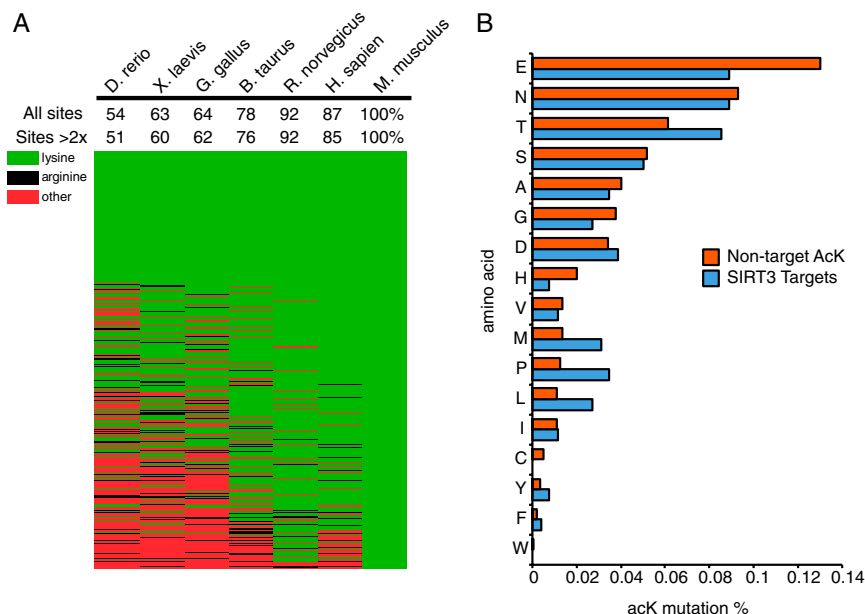 A
D. rerio X. laevis G. gallus B. taurus R. norvegicus H. sapien M. musculus
All sites 54 63 64 78 92 87 100%
Sites >2x 51 60 62 76 92 85 100%
lysine
arginine
other
B
amino acid
E
N
T
S
A
G
D
H
V
M
P
L
I
C
Y
F
W
Non-target AcK
SIRT3 Targets
0 0.02 0.04 0.06 0.08 0.1 0.12 0.14
acK mutation %